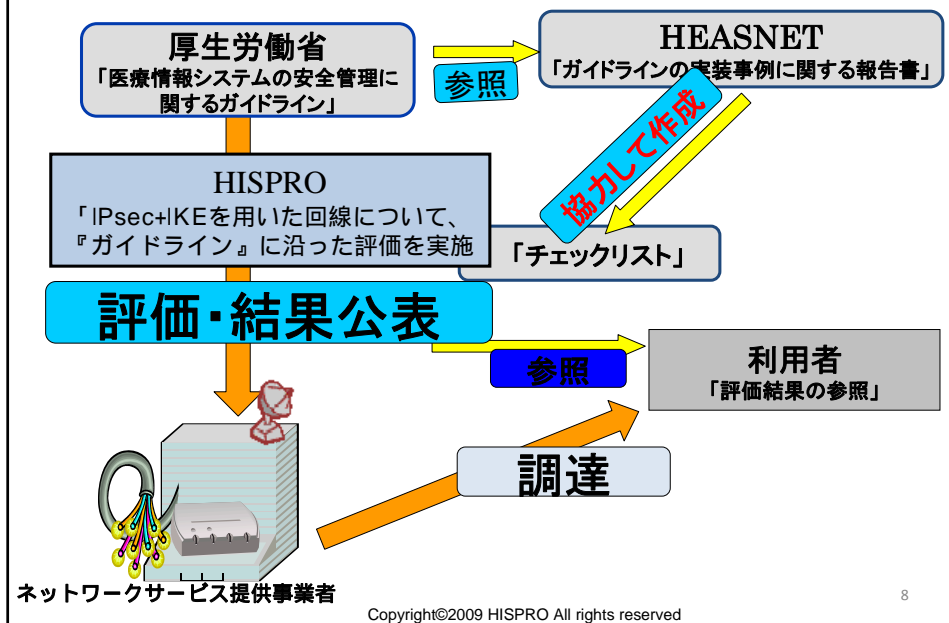 厚生労働省
「医療情報システムの安全管理に
関するガイドライン」
参照
HEASNET
「ガイドラインの実装事例に関する報告書」
協力して作成
HISPRO
「IPsec+IKEを用いた回線について、
『ガイドライン』に沿った評価を実施
「チェックリスト」
評価・結果公表
参照
利用者
「評価結果の参照」
調達
ネットワークサービス提供事業者
Copyright©2009 HISPRO All rights reserved
8